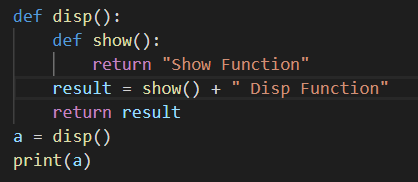 def disp():
    def show():
        return "Show Function"
    result = show() + " Disp Function"
    return result
a = disp()
print(a)